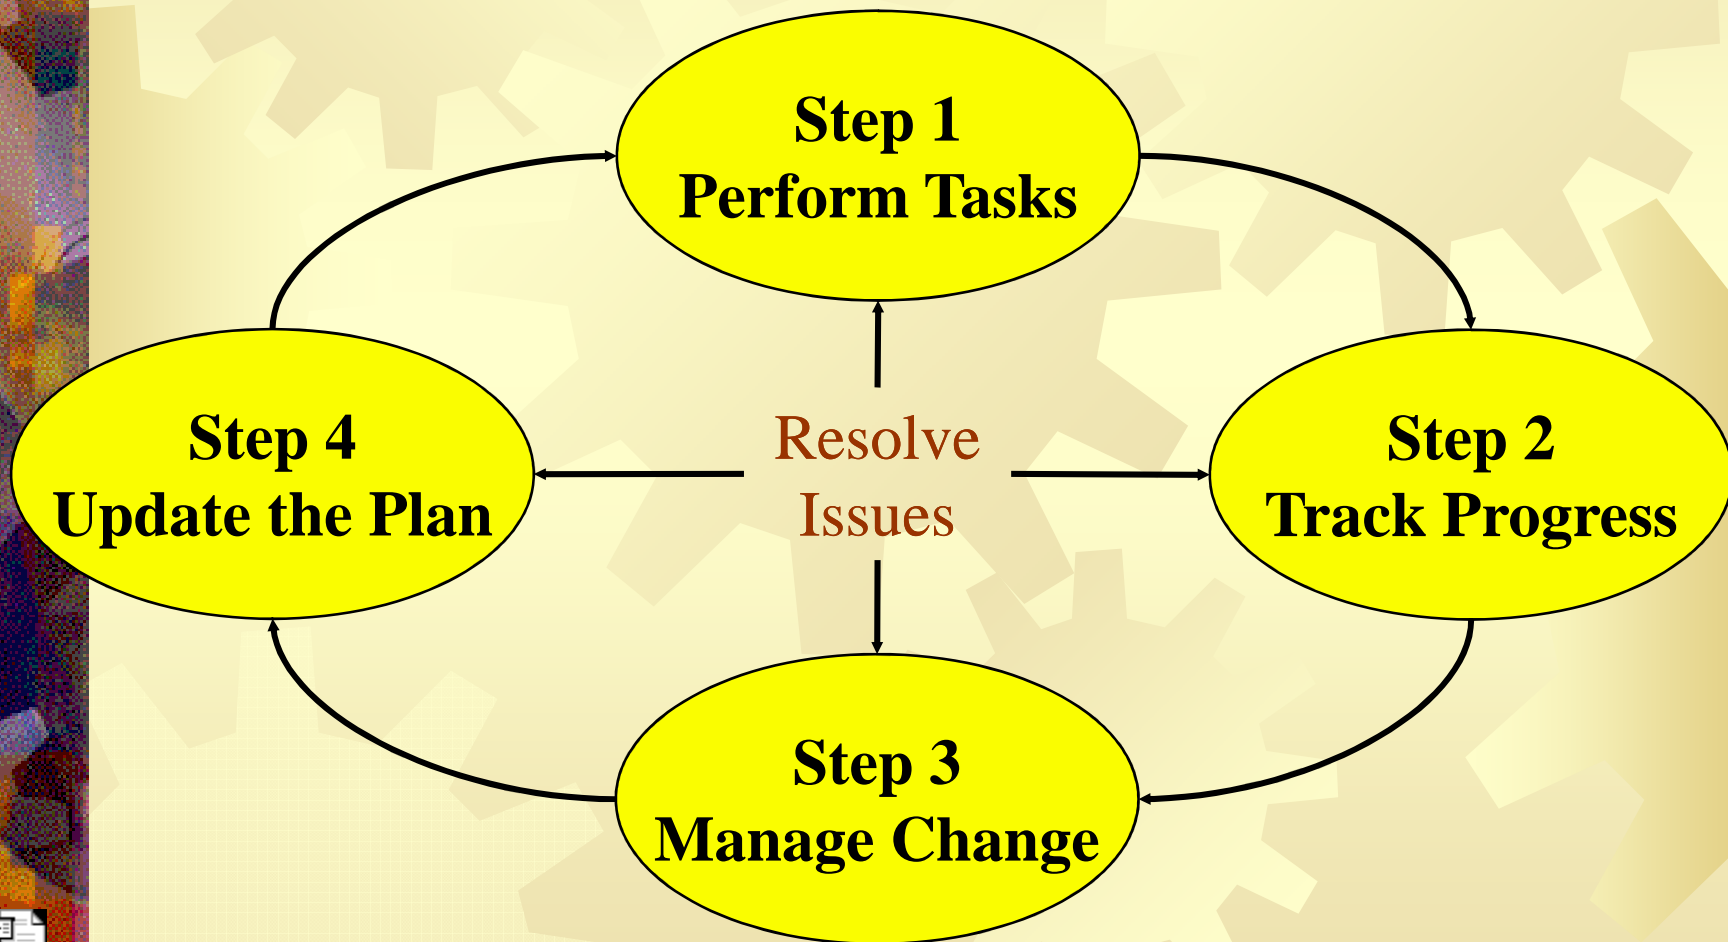 Step 1
Perform Tasks
Step 4
Update the Plan
Resolve
Issues
Step 2
Track Progress
Step 3
Manage Change